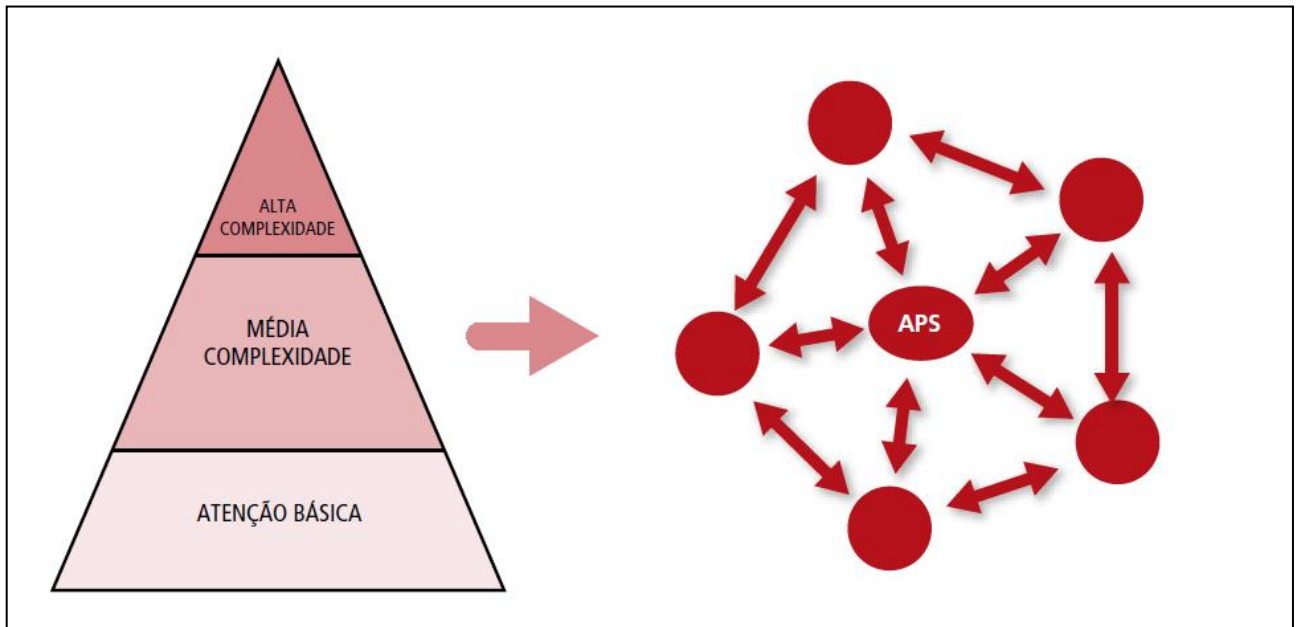 ALTA
COMPLEXIDADE
MÉDIA
COMPLEXIDADE
ATENÇÃO BÁSICA
APS